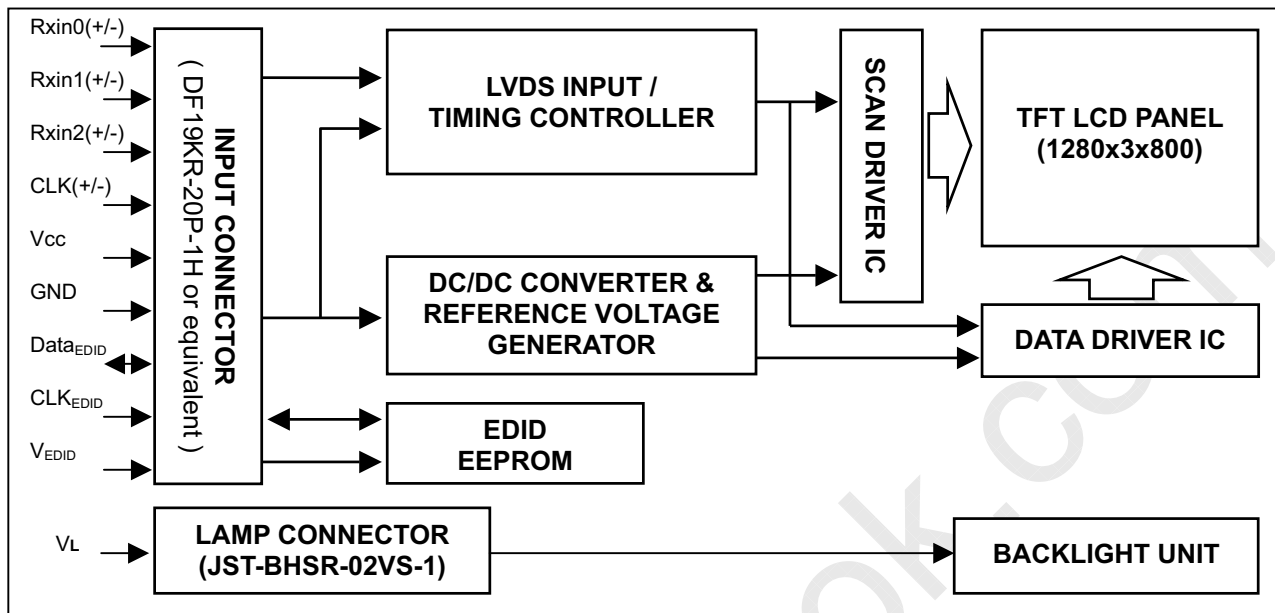 Rxin0(+/-)
Rxin1(+/-)
Rxin2(+/-)
CLK(+/-)
Vcc
GND
DataEDID
CLKEDID
VEDID
VL
INPUT CONNECTOR
( DF19KR-20P-1H or equivalent )
LVDS INPUT /
TIMING CONTROLLER
DC/DC CONVERTER &
REFERENCE VOLTAGE
GENERATOR
EDID
EEPROM
SCAN DRIVER IC
TFT LCD PANEL
(1280x3x800)
DATA DRIVER IC
LAMP CONNECTOR
(JST-BHSR-02VS-1)
BACKLIGHT UNIT
ok.com